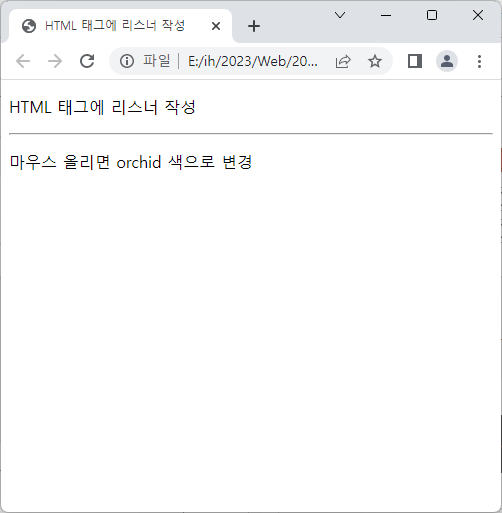 HTML 태그에 리스너 작성
파일 | E:/ih/2023/Web/20...
HTML 태그에 리스너 작성
마우스 올리면 orchid 색으로 변경